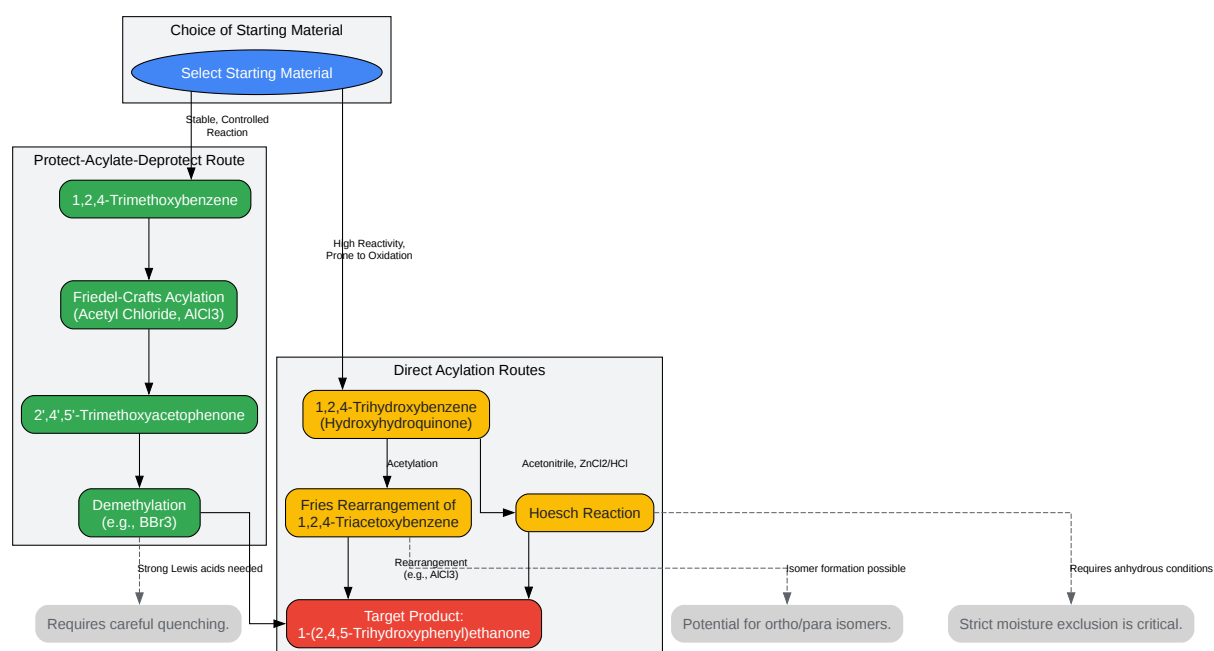 Choice of Starting Material
Select Starting Material
Stable, Controlled
Reaction
Protect-Acylate-Deprotect Route
1,2,4-Trimethoxybenzene
High Reactivity,
Prone to Oxidation
Friedel-Crafts Acylation
(Acetyl Chloride, AlCl3)
Direct Acylation Routes
2',4',5'-Trimethoxyacetophenone
1,2,4-Trihydroxybenzene
(Hydroxyhydroquinone)
Acetylation
Acetonitrile, ZnCl2/HCl
Demethylation
(e.g., BBr3)
Fries Rearrangement of
1,2,4-Triacetoxybenzene
Hoesch Reaction
Strong Lewis acids needed
Rearrangement
(e.g., AlCl3)
Isomer formation possible
Requires anhydrous conditions
Requires careful quenching.
Target Product:
1-(2,4,5-Trihydroxyphenyl)ethanone
Potential for ortho/para isomers.
Strict moisture exclusion is critical.